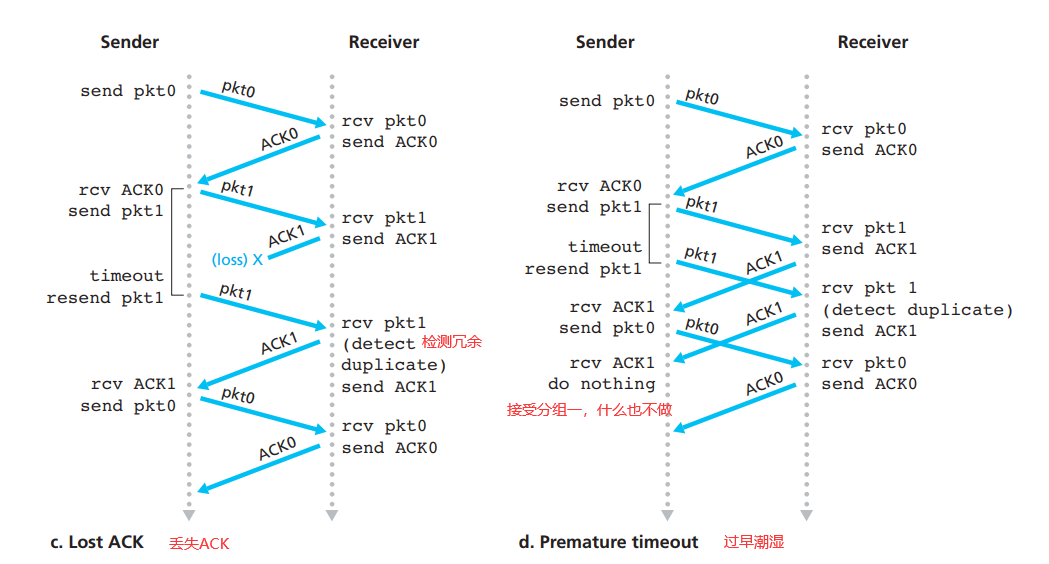 Sender
Receiver
send pkt0
pkt0
rcv pkt0
send ACK0
ACK0
rcv ACK0
send pkt1
pkt1
rcv pkt1
send ACK1
ACK1
(loss) X
timeout
resend pkt1
pkt1
rcv pkt1
(detect 检测冗余
duplicate)
send ACK1
ACK1
rcv ACK1
send pkt0
pkt0
rcv pkt0
send ACK0
ACK0
c. Lost ACK 丢失ACK
Sender
Receiver
send pkt0
pkt0
rcv pkt0
send ACK0
ACK0
rcv ACK0
send pkt1
pkt1
rcv pkt1
send ACK1
timeout
resend pkt1
pkt1
ACK1
rcv pkt 1
(detect duplicate)
send ACK1
rcv ACK1
send pkt0
ACK1
pkt0
rcv pkt0
send ACK0
rcv ACK1
do nothing
ACK0
接受分组一，什么也不做
d. Premature timeout 过早潮湿